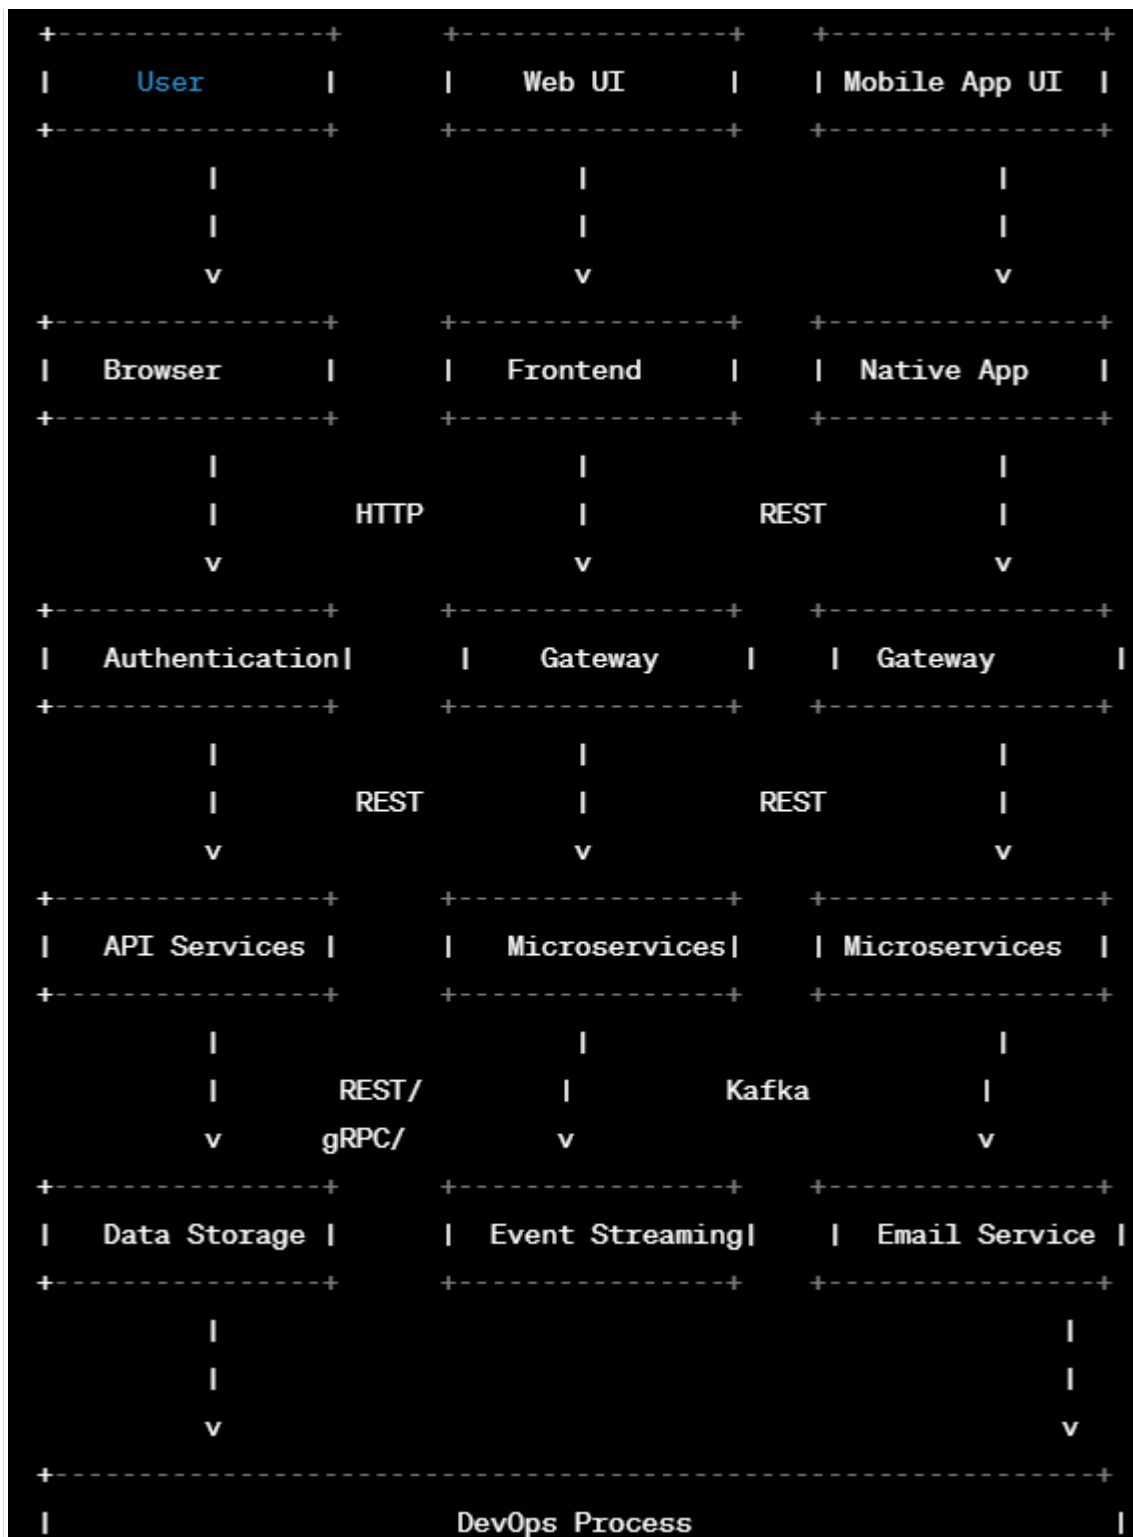 +----------------+      +----------------+    +----------------+
|     User       |      |    Web UI      |    | Mobile App UI  |
+----------------+      +----------------+    +----------------+
          |                     |                        |
          |                     |                        |
          v                     v                        v
+----------------+      +----------------+    +----------------+
|   Browser      |      |   Frontend     |    |  Native App    |
+----------------+      +----------------+    +----------------+
          |                     |                        |
          |        HTTP         |          REST          |
          v                     v                        v
+----------------+      +----------------+    +----------------+
|   Authentication|      |    Gateway     |    |  Gateway       |
+----------------+      +----------------+    +----------------+
          |                     |                        |
          |        REST         |          REST          |
          v                     v                        v
+----------------+      +----------------+    +----------------+
|   API Services |      |   Microservices|    | Microservices  |
+----------------+      +----------------+    +----------------+
          |                     |                        |
          |       REST/        |         Kafka          |
          v      gRPC/         v                        v
+----------------+      +----------------+    +----------------+
|   Data Storage |      |  Event Streaming|    |  Email Service |
+----------------+      +----------------+    +----------------+
          |                                                  |
          |                                                  |
          v                                                  v
+--------------------------------------------------------------+
|                        DevOps Process                         |